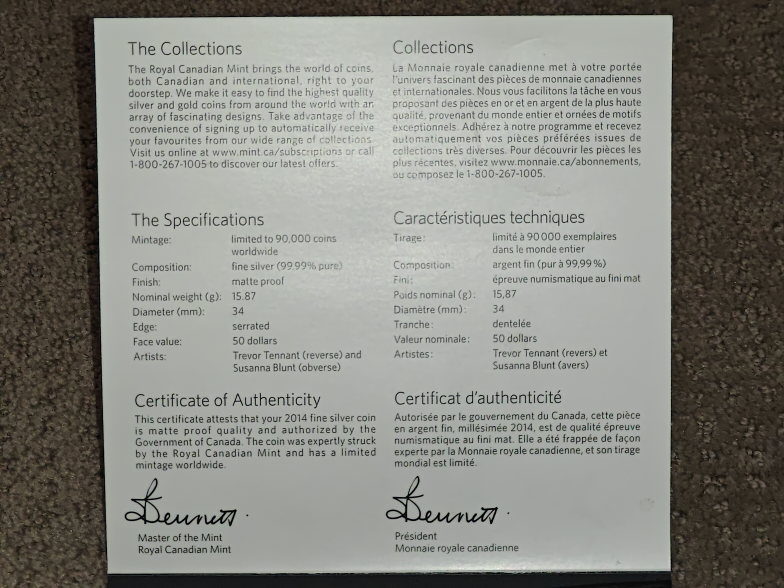 The Collections
The Royal Canadian Mint brings the world of coins,
both Canadian and international, right to your
doorstep. We make it easy to find the highest quality
silver and gold coins from around the world with an
array of fascinating designs. Take advantage of the
convenience of signing up to automatically receive
your favourites from our wide range of collections.
Visit us online at www.mint.ca/subscriptions or call
1-800-267-1005 to discover our latest offers.
Collections
La Monnaie royale canadienne met à votre portée
l'univers fascinant des pièces de monnaie canadiennes
et internationales. Nous vous facilitons la tâche en vous
proposant des pièces en or et en argent de la plus haute
qualité, provenant du monde entier et ornées de motifs
exceptionnels. Adhérez à notre programme et recevez
automatiquement vos pièces préférées issues de
collections très diverses. Pour découvrir les pièces les
plus récentes, visitez www.monnaie.ca/abonnements,
ou composez le 1-800-267-1005.
The Specifications
Mintage: limited to 90,000 coins
worldwide
Composition: fine silver (99.99% pure)
Finish: matte proof
Nominal weight (g): 15.87
Diameter (mm): 34
Edge: serrated
Face value: 50 dollars
Artists: Trevor Tennant (reverse) and
Susanna Blunt (obverse)
Caractéristiques techniques
Tirage: limité à 90 000 exemplaires
dans le monde entier
Composition: argent fin (pur à 99,99 %)
Fini: épreuve numismatique au fini mat
Poids nominal (g): 15,87
Diamètre (mm): 34
Tranche: dentelée
Valeur nominale: 50 dollars
Artistes: Trevor Tennant (revers) et
Susanna Blunt (avers)
Certificate of Authenticity
This certificate attests that your 2014 fine silver coin
is matte proof quality and authorized by the
Government of Canada. The coin was expertly struck
by the Royal Canadian Mint and has a limited
mintage worldwide.
Bennett
Master of the Mint
Royal Canadian Mint
Certificat d'authenticité
Autorisée par le gouvernement du Canada, cette pièce
en argent fin, millésimée 2014, est de qualité épreuve
numismatique au fini mat. Elle a été frappée de façon
experte par la Monnaie royale canadienne, et son tirage
mondial est limité.
Bennett
Président
Monnaie royale canadienne